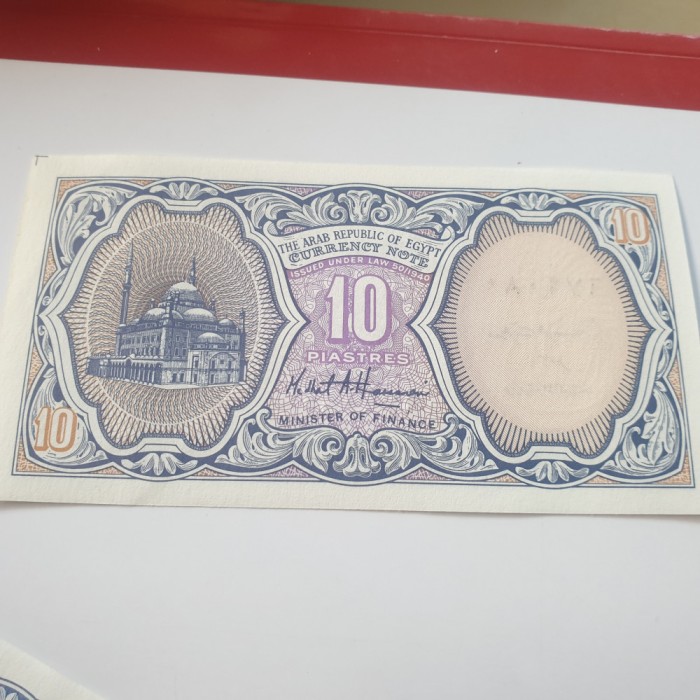 10
THE ARAB REPUBLIC OF EGYPT
CURRENCY NOTE
ISSUED UNDER LAW 50/1940
10
PIASTRES
MINISTER OF FINANCE
10